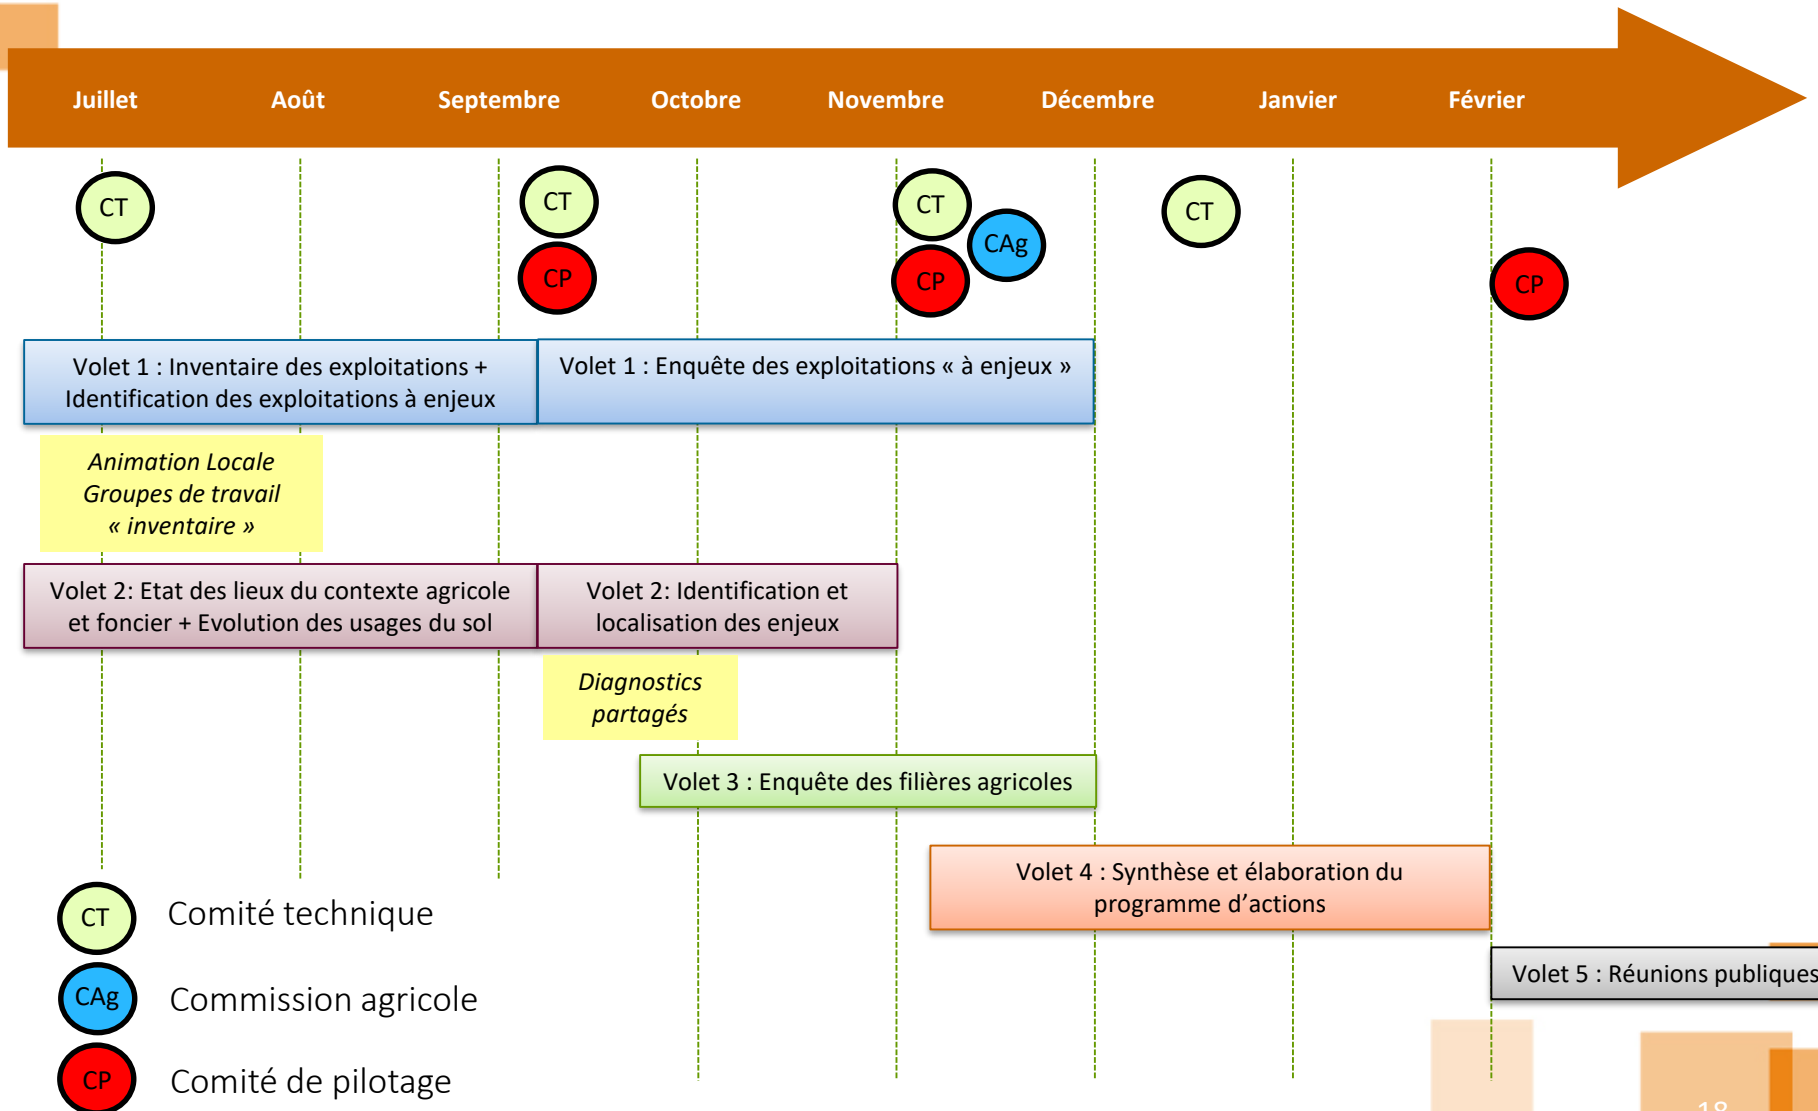 Juillet
Août
Septembre
Octobre
Novembre
Décembre
Janvier
Février
CT
CT
CT
CT
CAg
CP
CP
CP
Volet 1 : Inventaire des exploitations +
Identification des exploitations à enjeux
Volet 1 : Enquête des exploitations « à enjeux »
Animation Locale
Groupes de travail
« inventaire »
Volet 2: Etat des lieux du contexte agricole
et foncier + Evolution des usages du sol
Volet 2: Identification et
localisation des enjeux
Diagnostics
partagés
Volet 3 : Enquête des filières agricoles
Volet 4 : Synthèse et élaboration du
programme d’actions
Volet 5 : Réunions publiques
CT
Comité technique
CAg
Commission agricole
CP
Comité de pilotage
18